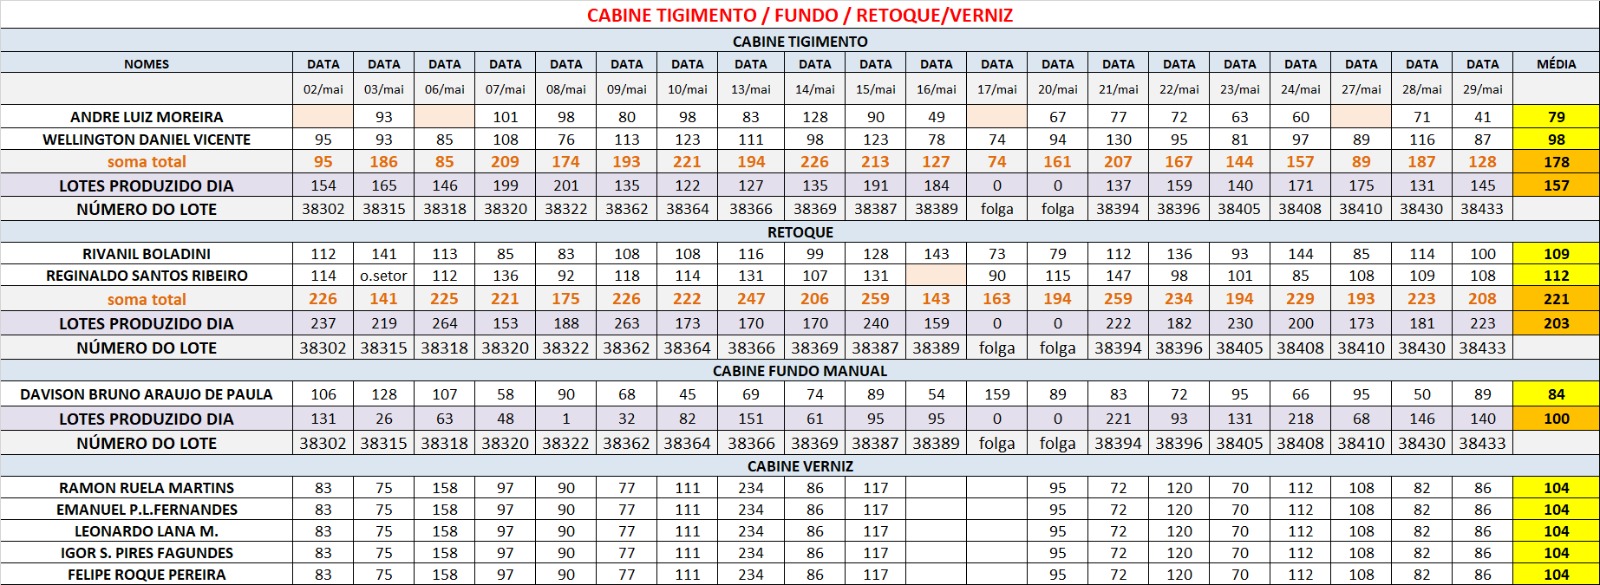 CABINE TIGIMENTO / FUNDO / RETOQUE/VERNIZ
CABINE TIGIMENTO
NOMES DATA DATA DATA DATA DATA DATA DATA DATA DATA DATA DATA DATA DATA DATA DATA DATA DATA DATA DATA DATA MÉDIA
02/mai 03/mai 06/mai 07/mai 08/mai 09/mai 10/mai 13/mai 14/mai 15/mai 16/mai 17/mai 20/mai 21/mai 22/mai 23/mai 24/mai 27/mai 28/mai 29/mai
ANDRE LUIZ MOREIRA 93 101 98 80 98 83 128 90 49 67 77 72 63 60 71 41 79
WELLINGTON DANIEL VICENTE 95 93 85 108 76 113 123 111 98 123 78 74 94 130 95 81 97 89 116 87 98
soma total 95 186 85 209 174 193 221 194 226 213 127 74 161 207 167 144 157 89 187 128 178
LOTES PRODUZIDO DIA 154 165 146 199 201 135 122 127 135 191 184 0 0 137 159 140 171 175 131 145 157
NÚMERO DO LOTE 38302 38315 38318 38320 38322 38362 38364 38366 38369 38387 38389 folga folga 38394 38396 38405 38408 38410 38430 38433
RETOQUE
RIVANIL BOLADINI 112 141 113 85 83 108 108 116 99 128 143 73 79 112 136 93 144 85 114 100 109
REGINALDO SANTOS RIBEIRO 114 o.setor 112 136 92 118 114 131 107 131 90 115 147 98 101 85 108 109 108 112
soma total 226 141 225 221 175 226 222 247 206 259 143 163 194 259 234 194 229 193 223 208 221
LOTES PRODUZIDO DIA 237 219 264 153 188 263 173 170 170 240 159 0 0 222 182 230 200 173 181 223 203
NÚMERO DO LOTE 38302 38315 38318 38320 38322 38362 38364 38366 38369 38387 38389 folga folga 38394 38396 38405 38408 38410 38430 38433
CABINE FUNDO MANUAL
DAVISON BRUNO ARAUJO DE PAULA 106 128 107 58 90 68 45 69 74 89 54 159 89 83 72 95 66 95 50 89 84
LOTES PRODUZIDO DIA 131 26 63 48 1 32 82 151 61 95 95 0 0 221 93 131 218 68 146 140 100
NÚMERO DO LOTE 38302 38315 38318 38320 38322 38362 38364 38366 38369 38387 38389 folga folga 38394 38396 38405 38408 38410 38430 38433
CABINE VERNIZ
RAMON RUELA MARTINS 83 75 158 97 90 77 111 234 86 117 95 72 120 70 112 108 82 86 104
EMANUEL P.L.FERNANDES 83 75 158 97 90 77 111 234 86 117 95 72 120 70 112 108 82 86 104
LEONARDO LANA M. 83 75 158 97 90 77 111 234 86 117 95 72 120 70 112 108 82 86 104
IGOR S. PIRES FAGUNDES 83 75 158 97 90 77 111 234 86 117 95 72 120 70 112 108 82 86 104
FELIPE ROQUE PEREIRA 83 75 158 97 90 77 111 234 86 117 95 72 120 70 112 108 82 86 104